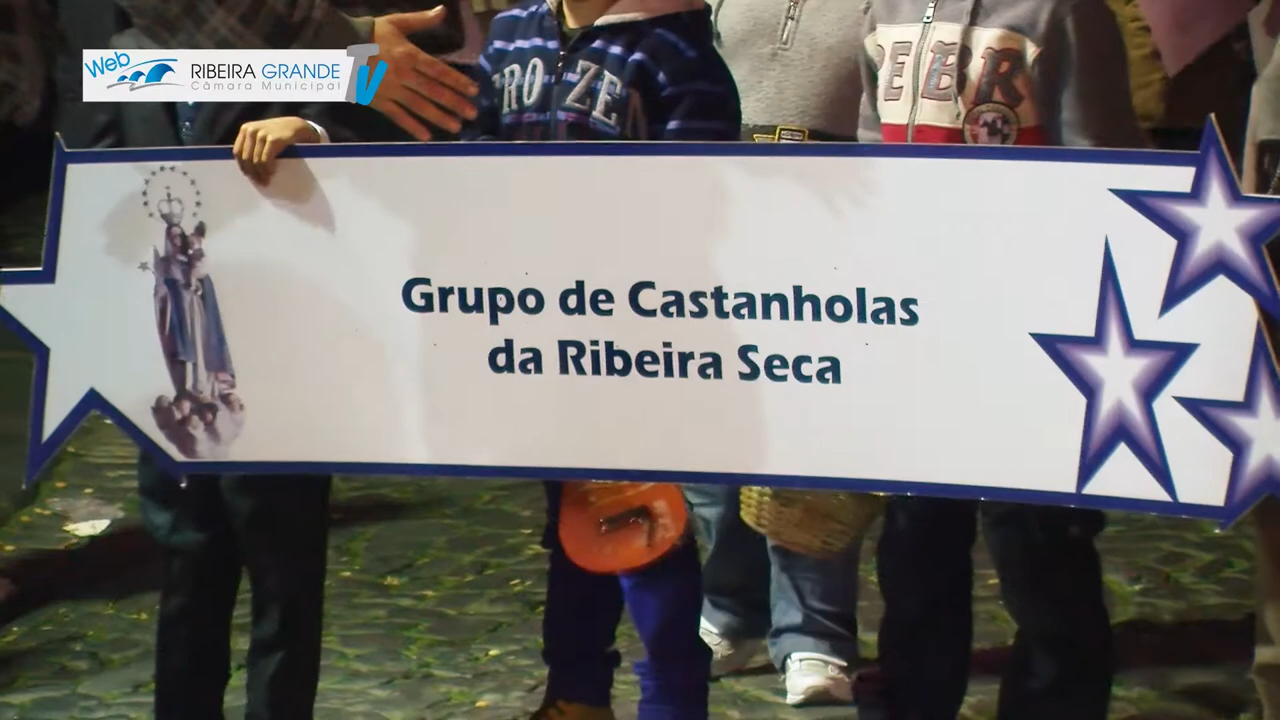 Web
RIBEIRA GRANDE
Câmara Municipal
TV
Grupo de Castanholas
da Ribeira Seca